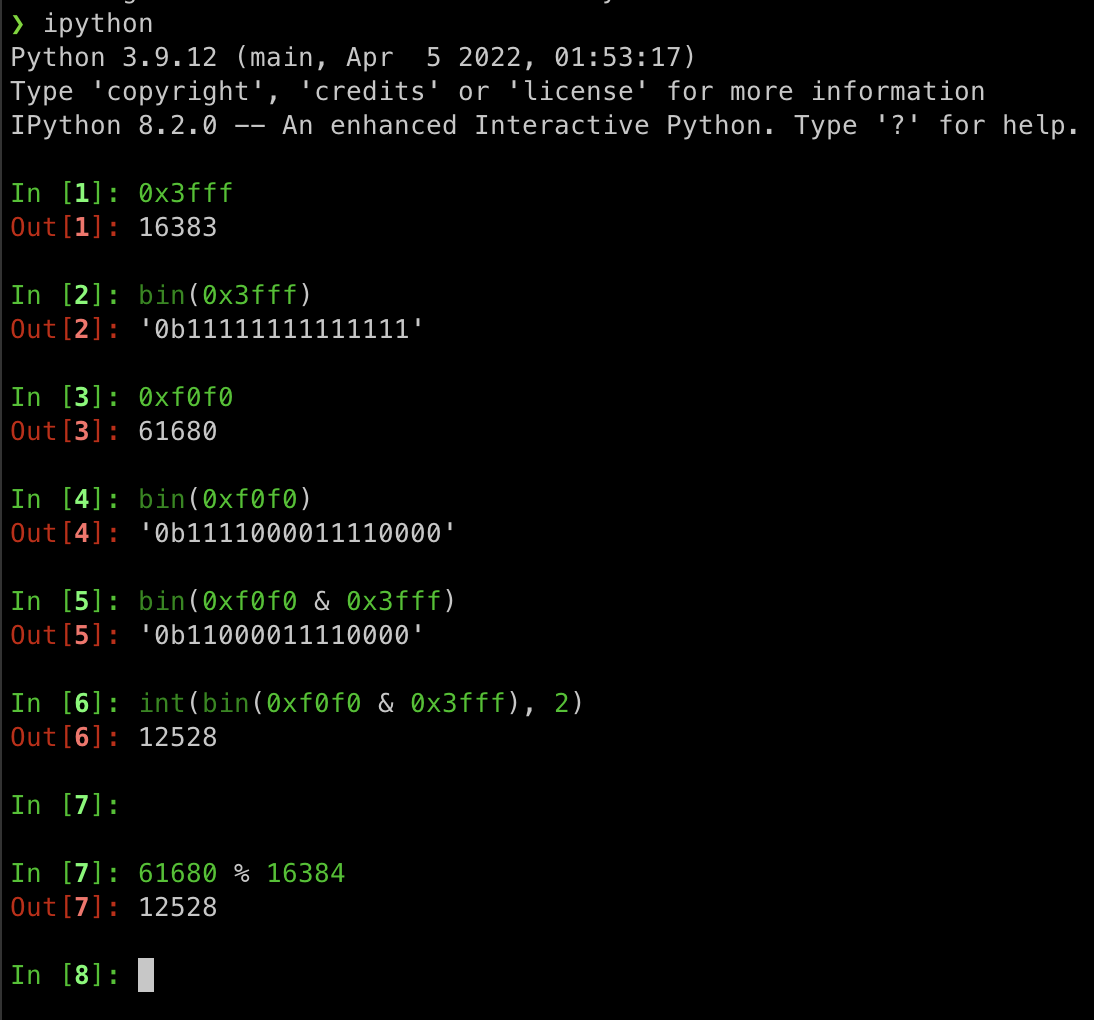 ❯ ipython
Python 3.9.12 (main, Apr  5 2022, 01:53:17)
Type 'copyright', 'credits' or 'license' for more information
IPython 8.2.0 -- An enhanced Interactive Python. Type '?' for help.
In [1]: 0x3fff
Out[1]: 16383
In [2]: bin(0x3fff)
Out[2]: '0b11111111111111'
In [3]: 0xf0f0
Out[3]: 61680
In [4]: bin(0xf0f0)
Out[4]: '0b1111000011110000'
In [5]: bin(0xf0f0 & 0x3fff)
Out[5]: '0b11000011110000'
In [6]: int(bin(0xf0f0 & 0x3fff), 2)
Out[6]: 12528
In [7]:
In [7]: 61680 % 16384
Out[7]: 12528
In [8]: